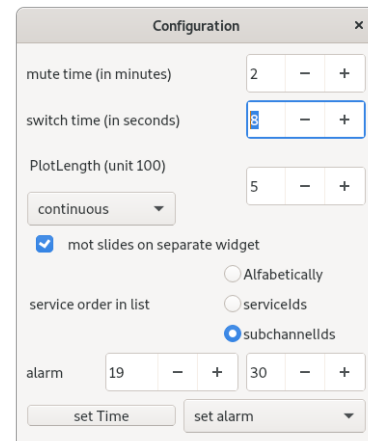 Configuration ×
mute time (in minutes) 2 − +
switch time (in seconds) 8 − +
PlotLength (unit 100)
5 − +
continuous
mot slides on separate widget
Alfabetically
service order in list serviceIds
subchannelIds
alarm 19 − + 30 − +
set Time set alarm